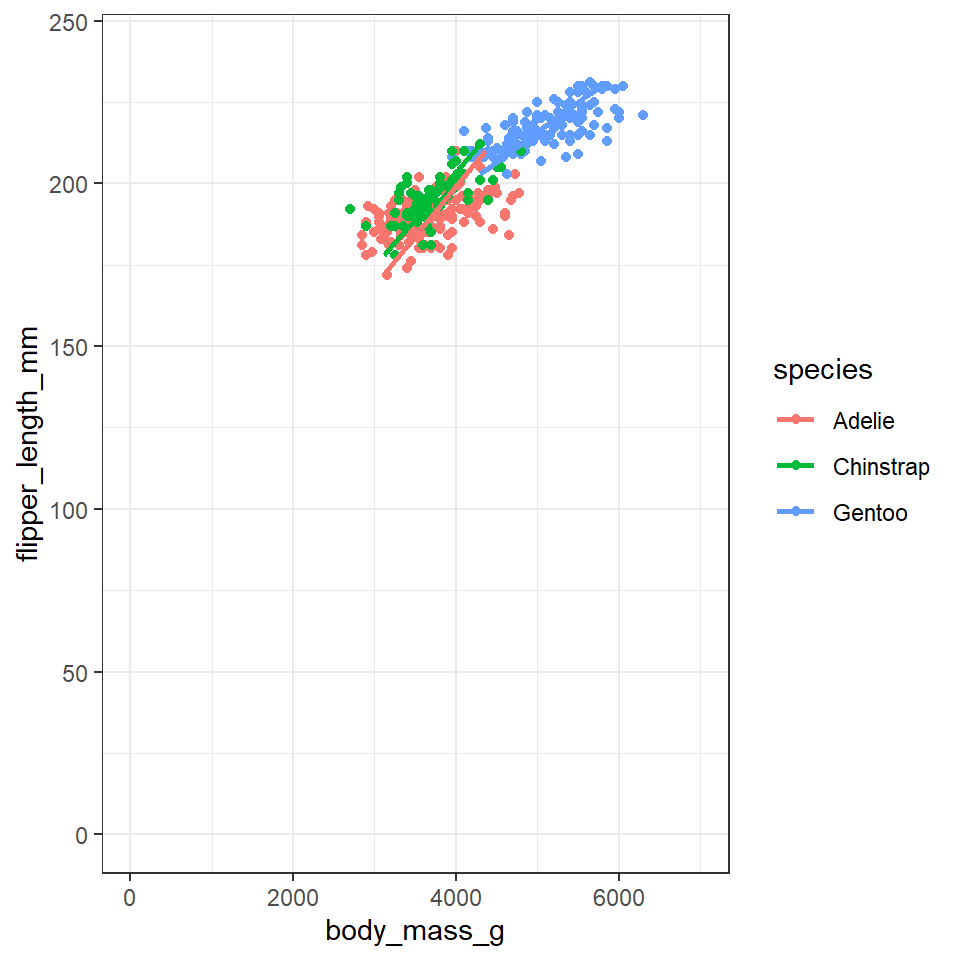 250
200
150
100
50
0
flipper_length_mm
0 2000 4000 6000
body_mass_g
species
Adelie
Chinstrap
Gentoo